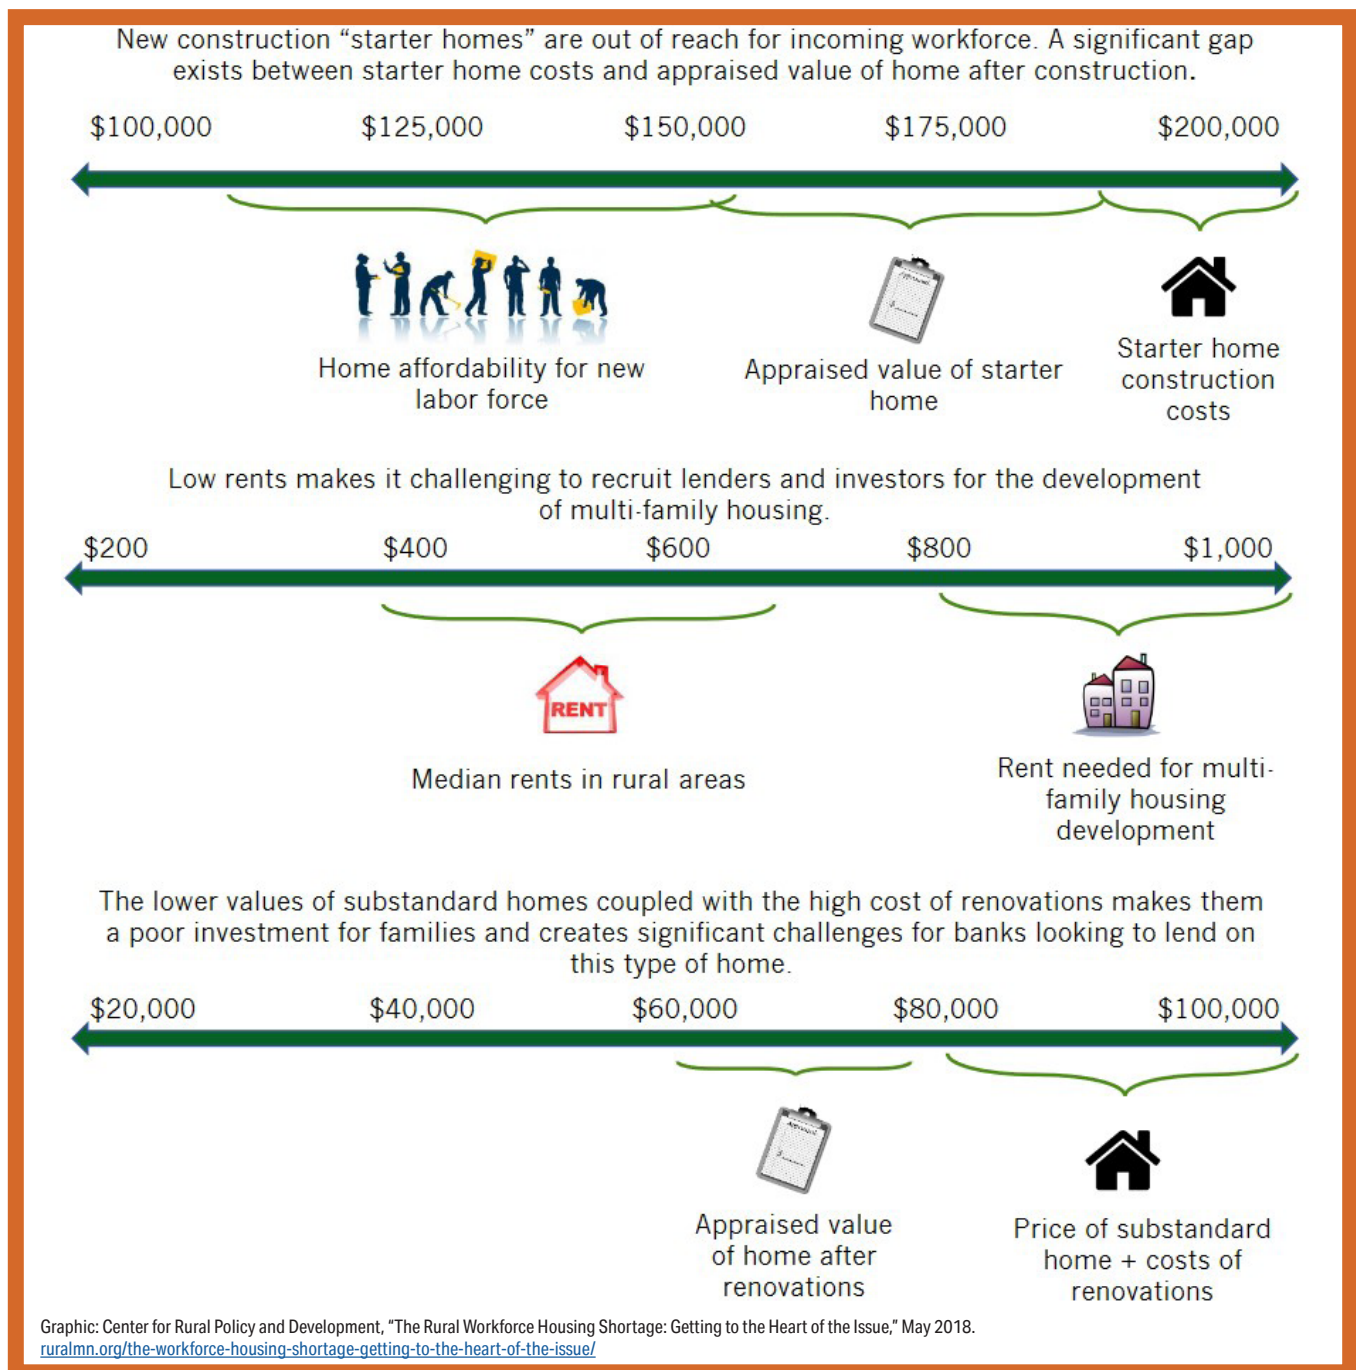 New construction “starter homes” are out of reach for incoming workforce. A significant gap
exists between starter home costs and appraised value of home after construction.
$100,000 $125,000 $150,000 $175,000 $200,000
Home affordability for new
labor force
Appraised value of starter
home
Starter home
construction
costs
Low rents makes it challenging to recruit lenders and investors for the development
of multi-family housing.
$200 $400 $600 $800 $1,000
RENT
Median rents in rural areas
Rent needed for multi-
family housing
development
The lower values of substandard homes coupled with the high cost of renovations makes them
a poor investment for families and creates significant challenges for banks looking to lend on
this type of home.
$20,000 $40,000 $60,000 $80,000 $100,000
Appraised value
of home after
renovations
Price of substandard
home + costs of
renovations
Graphic: Center for Rural Policy and Development, “The Rural Workforce Housing Shortage: Getting to the Heart of the Issue,” May 2018.
ruralmn.org/the-workforce-housing-shortage-getting-to-the-heart-of-the-issue/